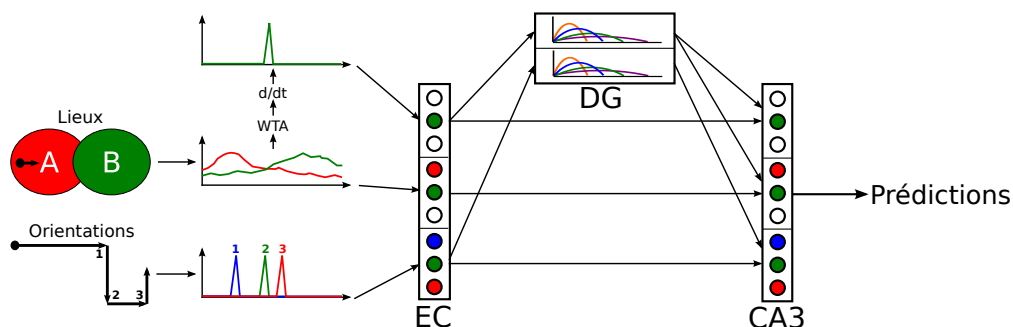 d/dt
WTA
Lieux
A
B
Orientations
1
2
3
1
2
3
EC
DG
CA3
Prédictions